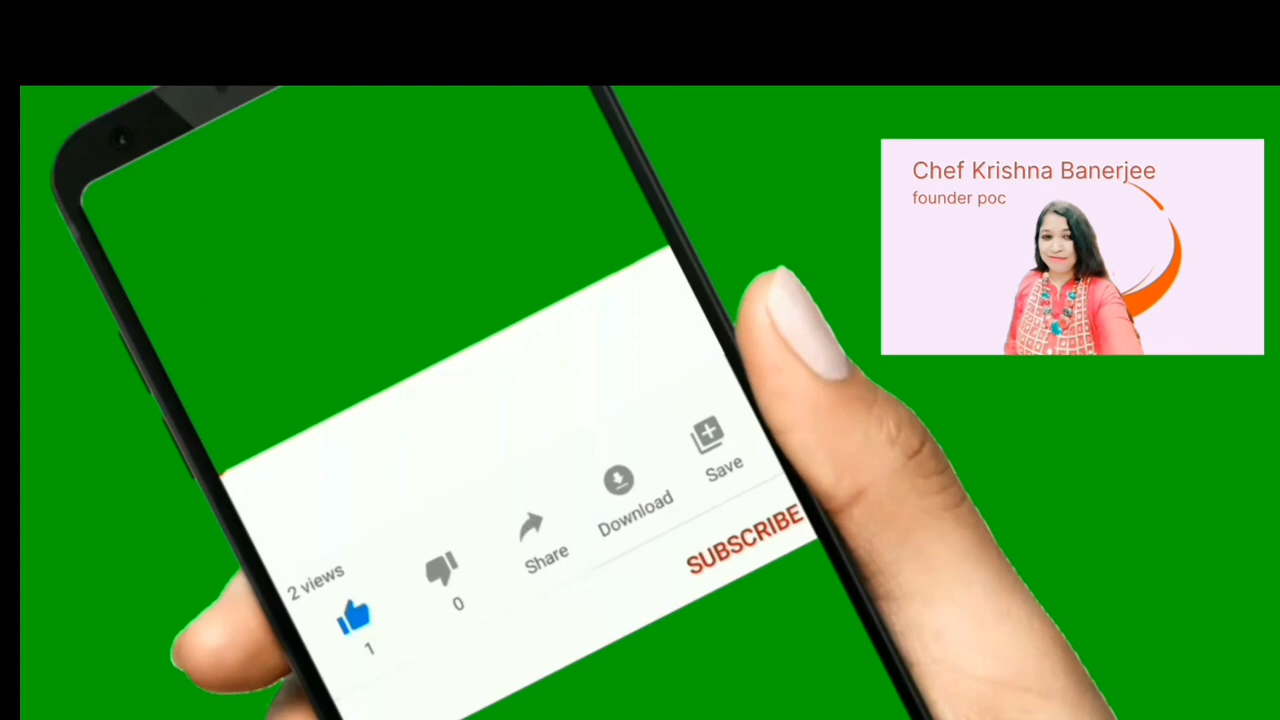 Chef Krishna Banerjee
founder poc
2 views
1
0
Share
Download
Save
SUBSCRIBE